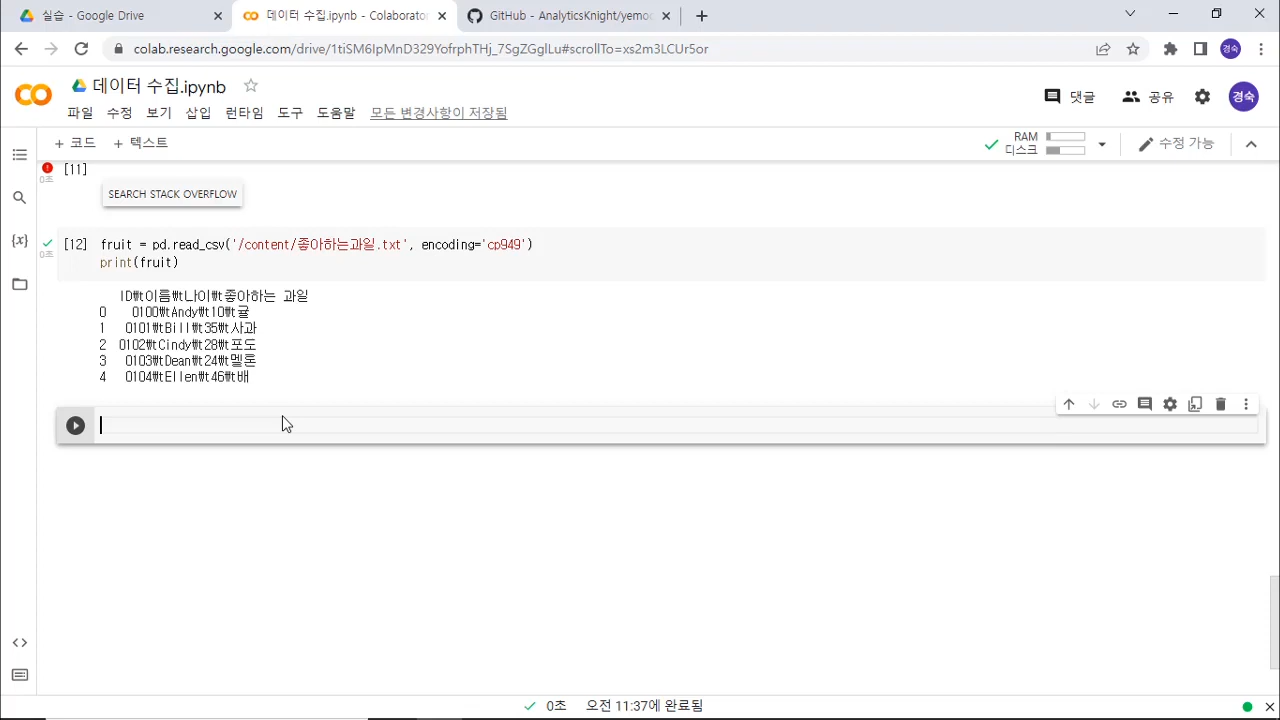 실습 - Google Drive
데이터 수집.ipynb - Colaborator
GitHub - AnalyticsKnight/yemoc
colab.research.google.com/drive/1tiSM6IpMnD329YofrphTHj_7SgZGglLu#scrollTo=xs2m3LCUr5or
경숙
데이터 수집.ipynb
댓글
공유
경숙
파일 수정 보기 삽입 런타임 도구 도움말 모든 변경사항이 저장됨
+ 코드 + 텍스트
RAM
디스크
수정 가능
[11]
0초
SEARCH STACK OVERFLOW
[12] fruit = pd.read_csv('/content/좋아하는과일.txt', encoding='cp949')
0초
print(fruit)
ID₩t이름₩t나이₩t좋아하는 과일
0 0100₩tAndy₩t10₩t귤
1 0101₩tBill₩t35₩t사과
2 0102₩tCindy₩t28₩t포도
3 0103₩tDean₩t24₩t멜론
4 0104₩tEllen₩t46₩t배
0초 오전 11:37에 완료됨